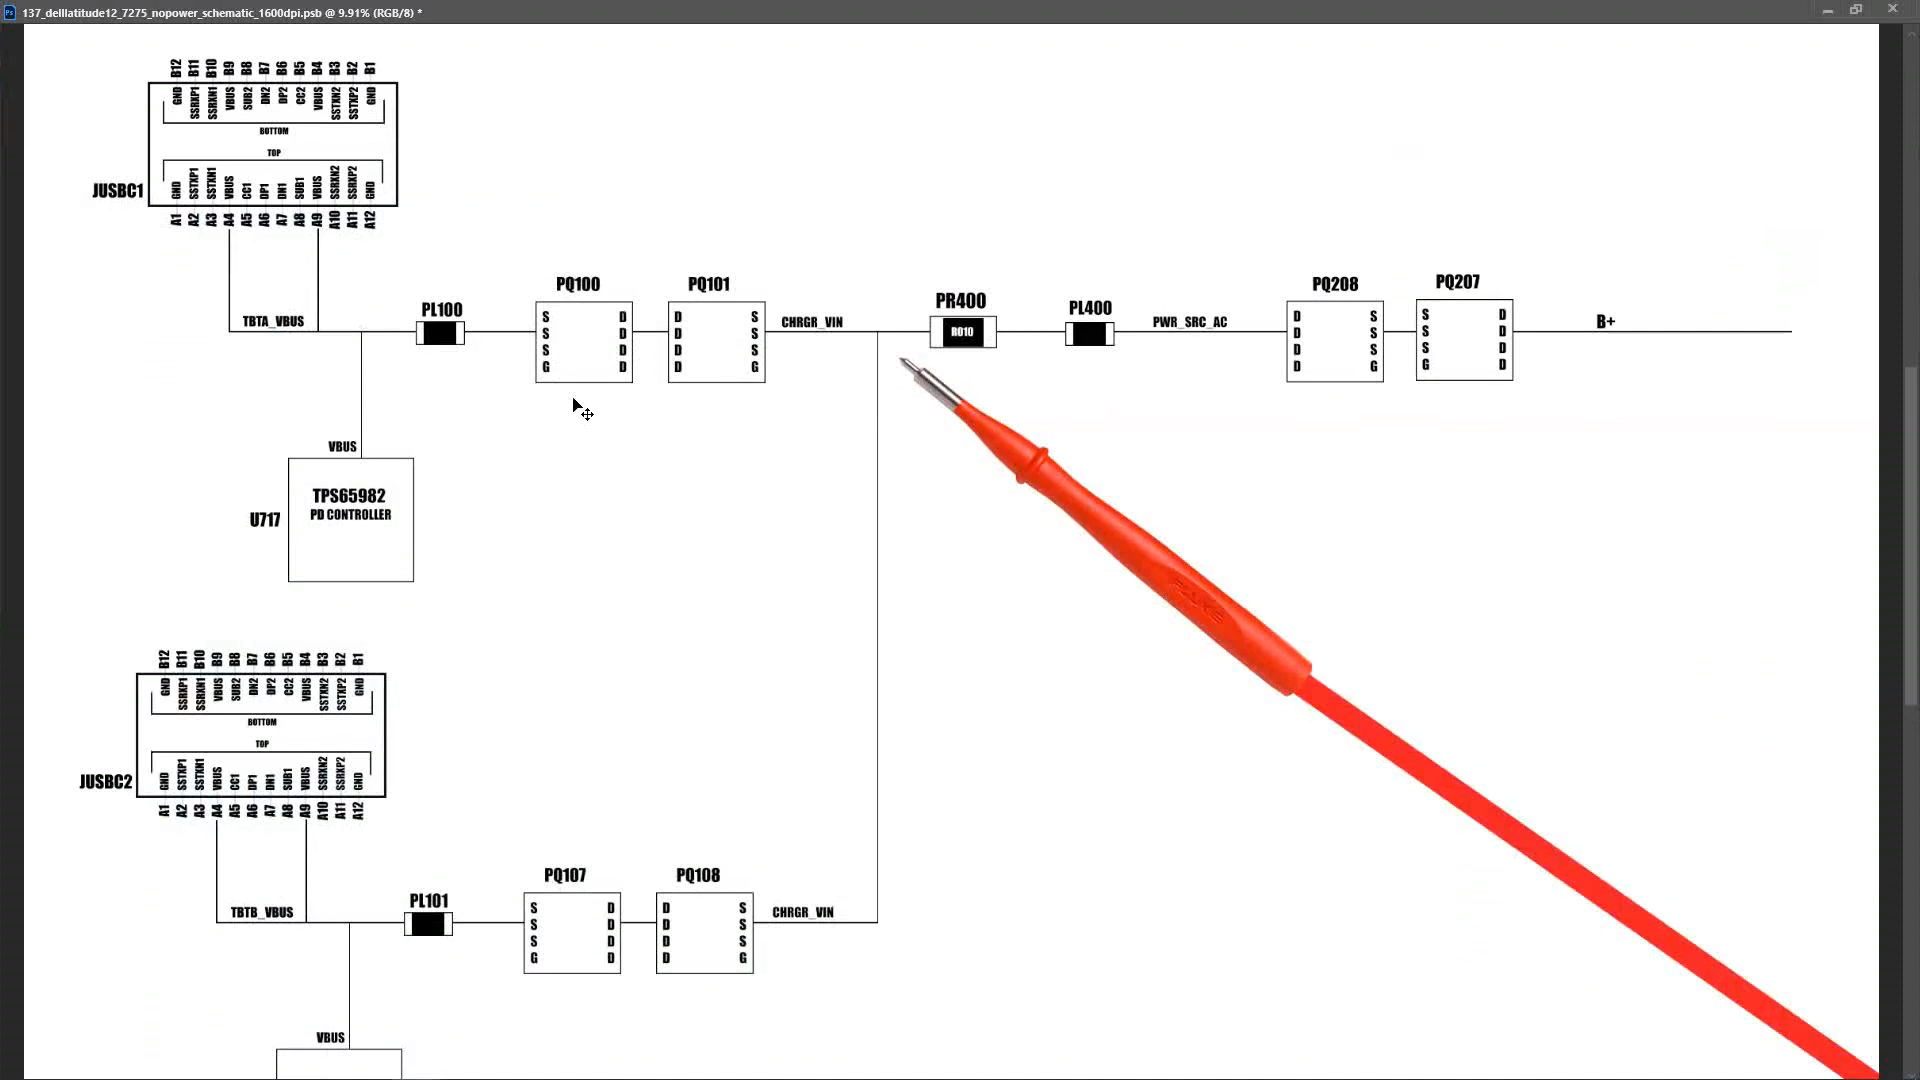 137_delllatitude12_7275_nopower_schematic_1600dpi.psb @ 9.91% (RGB/8) *
B12 B11 B10 B9 B8 B7 B6 B5 B4 B3 B2 B1
GND SSRXP1 SSRXN1 VBUS SUB2 DN2 DP2 CC2 VBUS SSTXN2 SSTXP2 GND
BOTTOM
TOP
JUSBC1
GND SSTXP1 SSTXN1 VBUS CC1 DP1 DN1 SUB1 VBUS SSRXN2 SSRXP2 GND
A1 A2 A3 A4 A5 A6 A7 A8 A9 A10 A11 A12
TBTA_VBUS
PL100
PQ100
S D
S D
S D
G D
PQ101
D S
D S
D S
D G
CHRGR_VIN
PR400
R010
PL400
PWR_SRC_AC
PQ208
D S
D S
D S
D G
PQ207
S D
S D
S D
G D
B+
VBUS
U717
TPS65982
PD CONTROLLER
FLUKE
B12 B11 B10 B9 B8 B7 B6 B5 B4 B3 B2 B1
GND SSRXP1 SSRXN1 VBUS SUB2 DN2 DP2 CC2 VBUS SSTXN2 SSTXP2 GND
BOTTOM
TOP
JUSBC2
GND SSTXP1 SSTXN1 VBUS CC1 DP1 DN1 SUB1 VBUS SSRXN2 SSRXP2 GND
A1 A2 A3 A4 A5 A6 A7 A8 A9 A10 A11 A12
TBTB_VBUS
PL101
PQ107
S D
S D
S D
G D
PQ108
D S
D S
D S
D G
CHRGR_VIN
VBUS